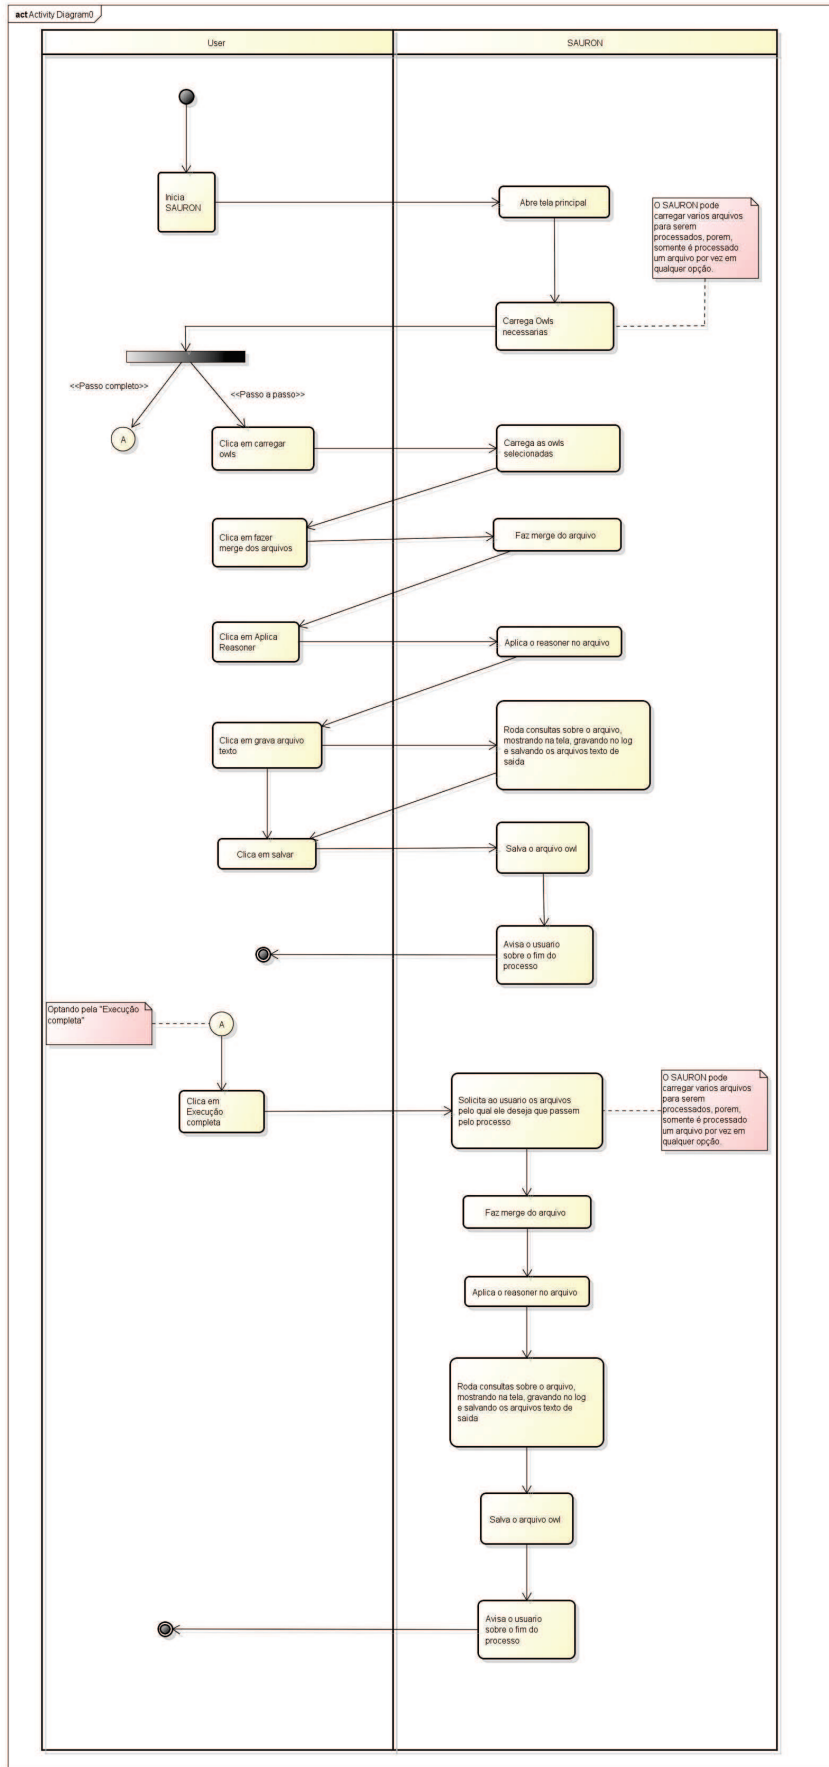 act Activity Diagram0
User
SAURON
Inicia
SAURON
Abre tela principal
O SAURON pode
carregar varios arquivos
para serem
processados, porem,
somente é processado
um arquivo por vez em
qualquer opção.
Carrega Owls
necessarias
<<Passo completo>>
<<Passo a passo>>
A
Clica em carregar
owls
Carrega as owls
selecionadas
Clica em fazer
merge dos arquivos
Faz merge do arquivo
Clica em Aplica
Reasoner
Aplica o reasoner no arquivo
Clica em grava arquivo
texto
Roda consultas sobre o arquivo,
mostrando na tela, gravando no log
e salvando os arquivos texto de
saida
Clica em salvar
Salva o arquivo owl
Avisa o usuario
sobre o fim do
processo
Optando pela "Execução
completa"
A
Clica em
Execução
completa
Solicita ao usuario os arquivos
pelo qual ele deseja que passem
pelo processo
O SAURON pode
carregar varios arquivos
para serem
processados, porem,
somente é processado
um arquivo por vez em
qualquer opção.
Faz merge do arquivo
Aplica o reasoner no arquivo
Roda consultas sobre o arquivo,
mostrando na tela, gravando no log
e salvando os arquivos texto de
saida
Salva o arquivo owl
Avisa o usuario
sobre o fim do
processo